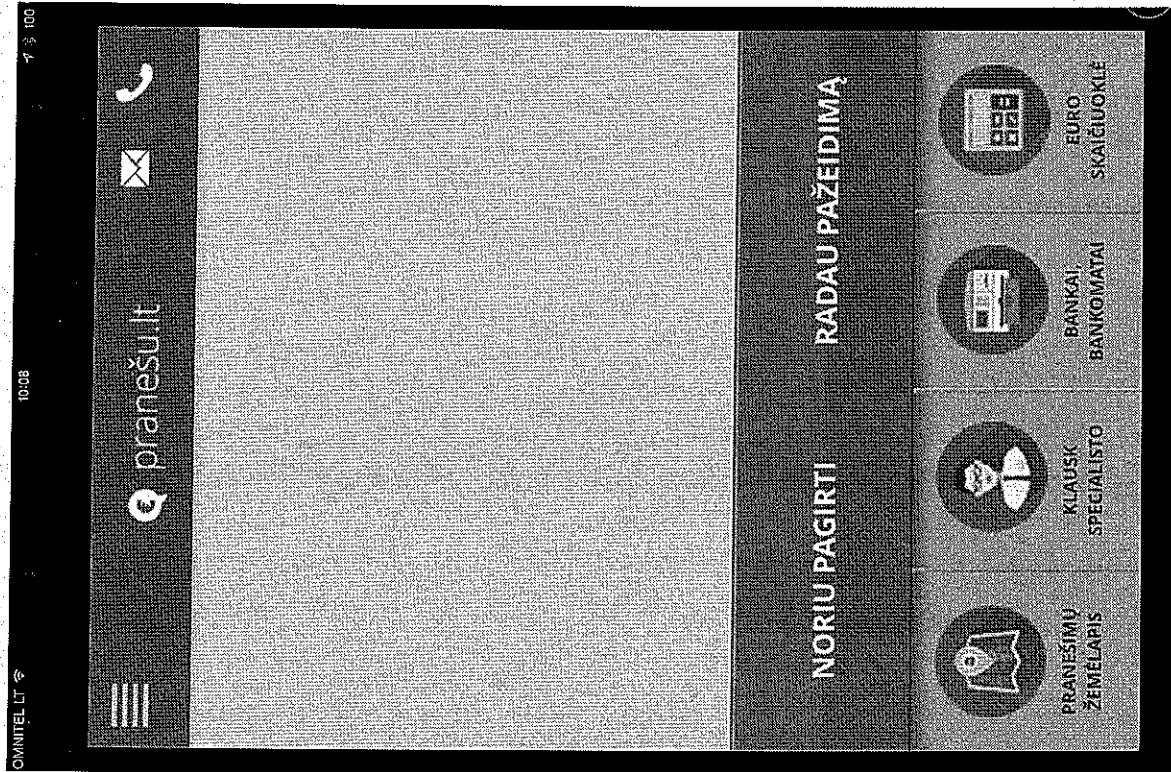 OMNITEL LT 10:08 100
pranešu.lt
NORIU PAGIRTI RADAU PAŽEIDIMĄ
PRANEŠIMŲ
ŽEMĖLAPIS
KLAUSK
SPECIALISTO
BANKAI,
BANKOMATAI
EURO
SKAIČIUOKLĖ